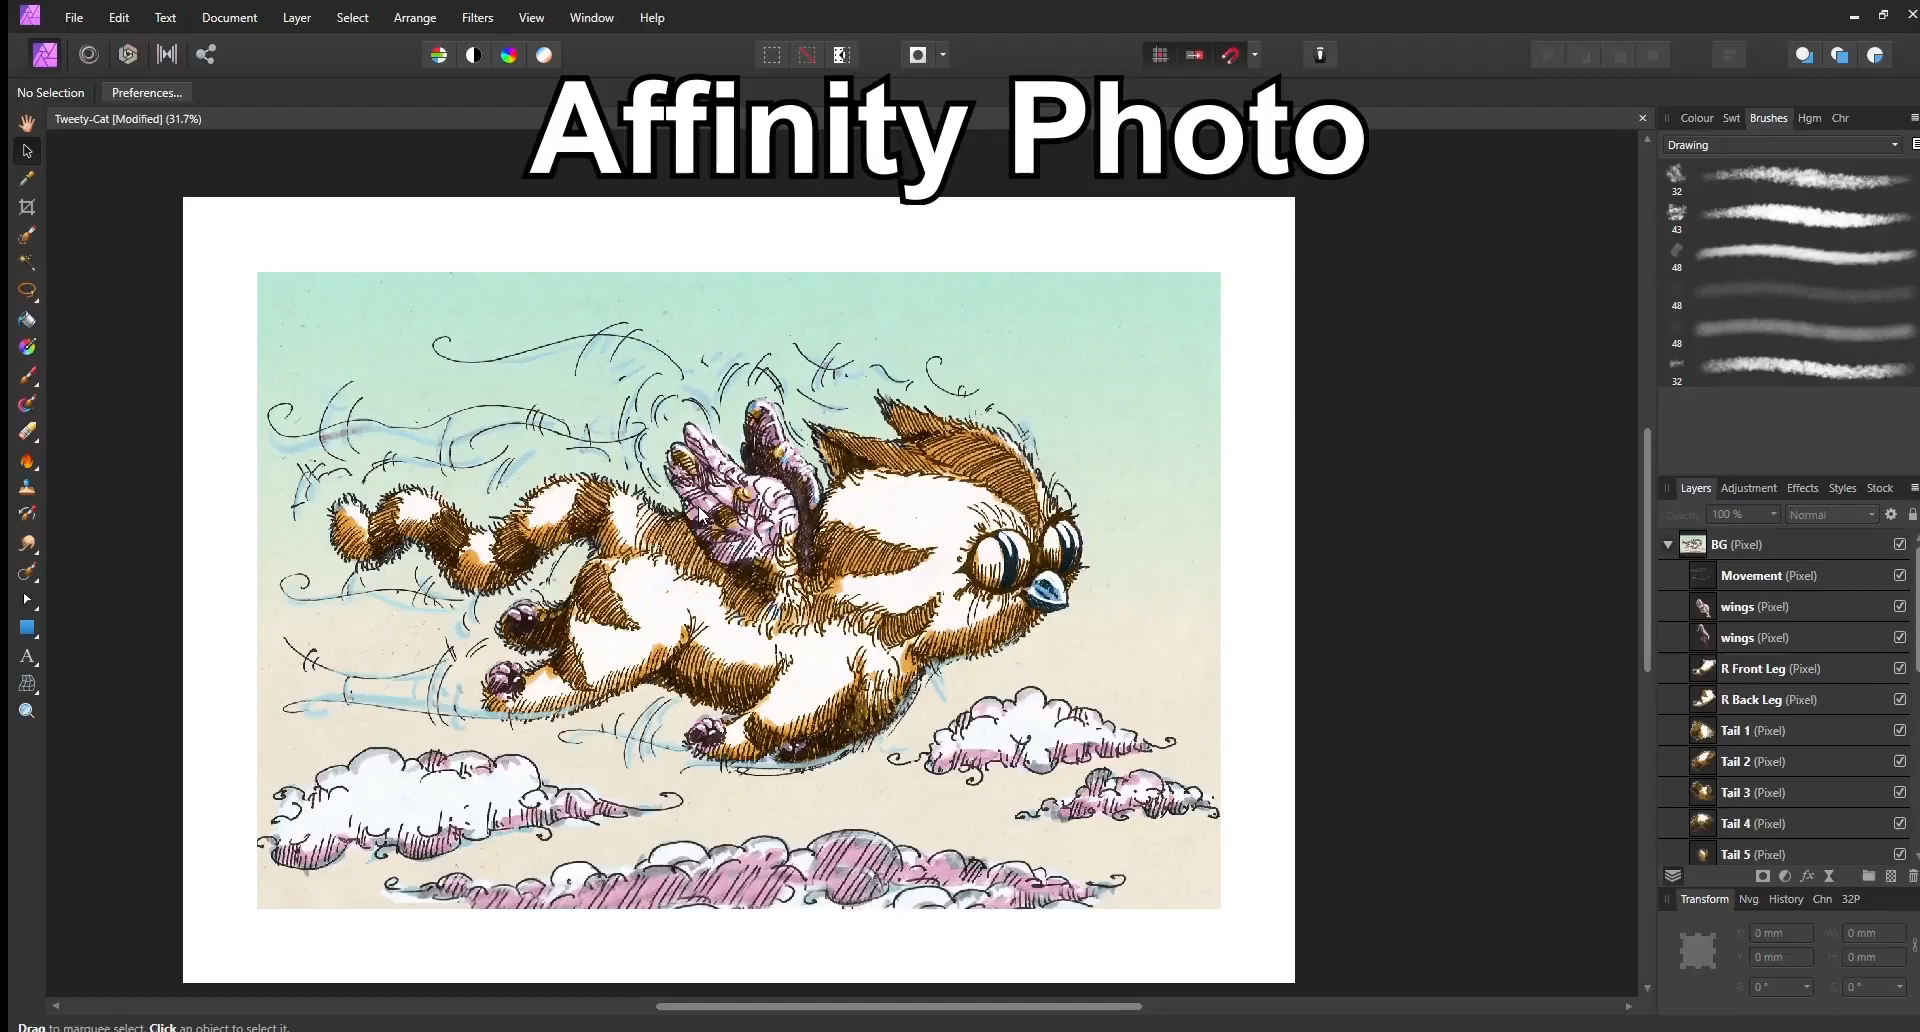 File Edit Text Document Layer Select Arrange Filters View Window Help
No Selection Preferences...
Affinity Photo
Tweety-Cat [Modified] (31.7%)
Colour Swt Brushes Hgm Chr
Drawing
32
43
48
48
48
32
Layers Adjustment Effects Styles Stock
Opacity 100 % Normal
BG (Pixel)
Movement (Pixel)
wings (Pixel)
wings (Pixel)
R Front Leg (Pixel)
R Back Leg (Pixel)
Tail 1 (Pixel)
Tail 2 (Pixel)
Tail 3 (Pixel)
Tail 4 (Pixel)
Tail 5 (Pixel)
Transform Nvg History Chn 32P
X: 0 mm W: 0 mm
Y: 0 mm H: 0 mm
R: 0 ° S: 0 °
Drag to marquee select. Click an object to select it.